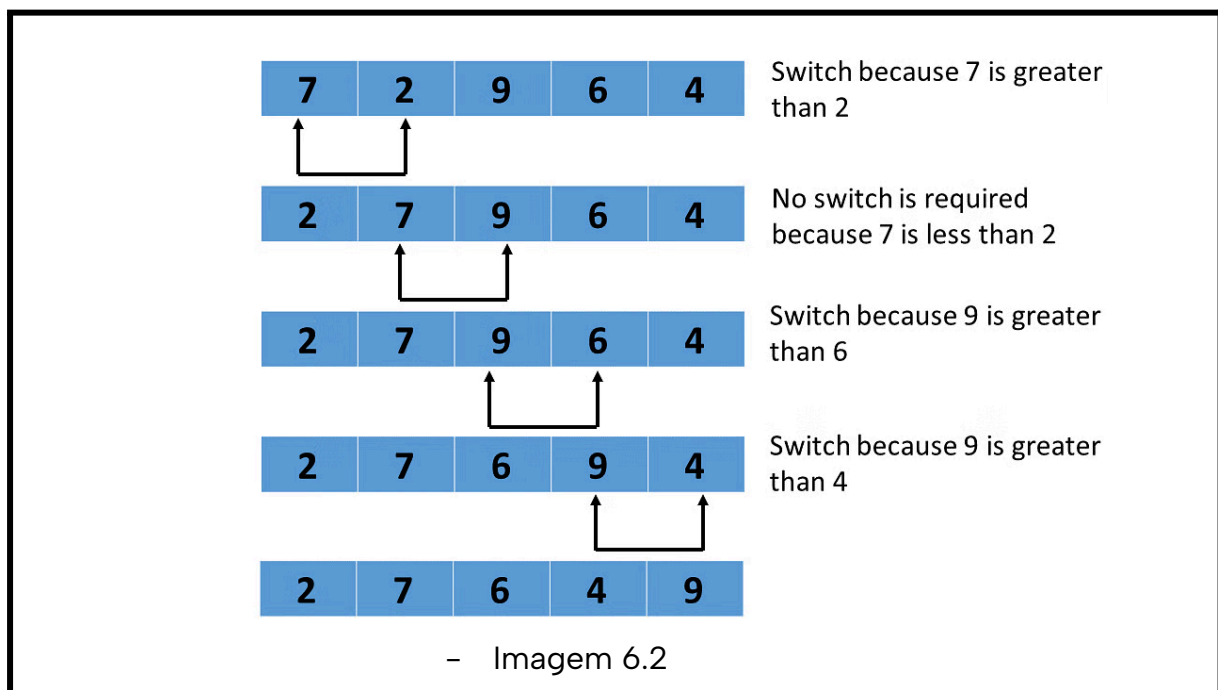 7 2 9 6 4
Switch because 7 is greater
than 2
2 7 9 6 4
No switch is required
because 7 is less than 2
2 7 9 6 4
Switch because 9 is greater
than 6
2 7 6 9 4
Switch because 9 is greater
than 4
2 7 6 4 9
- Imagem 6.2